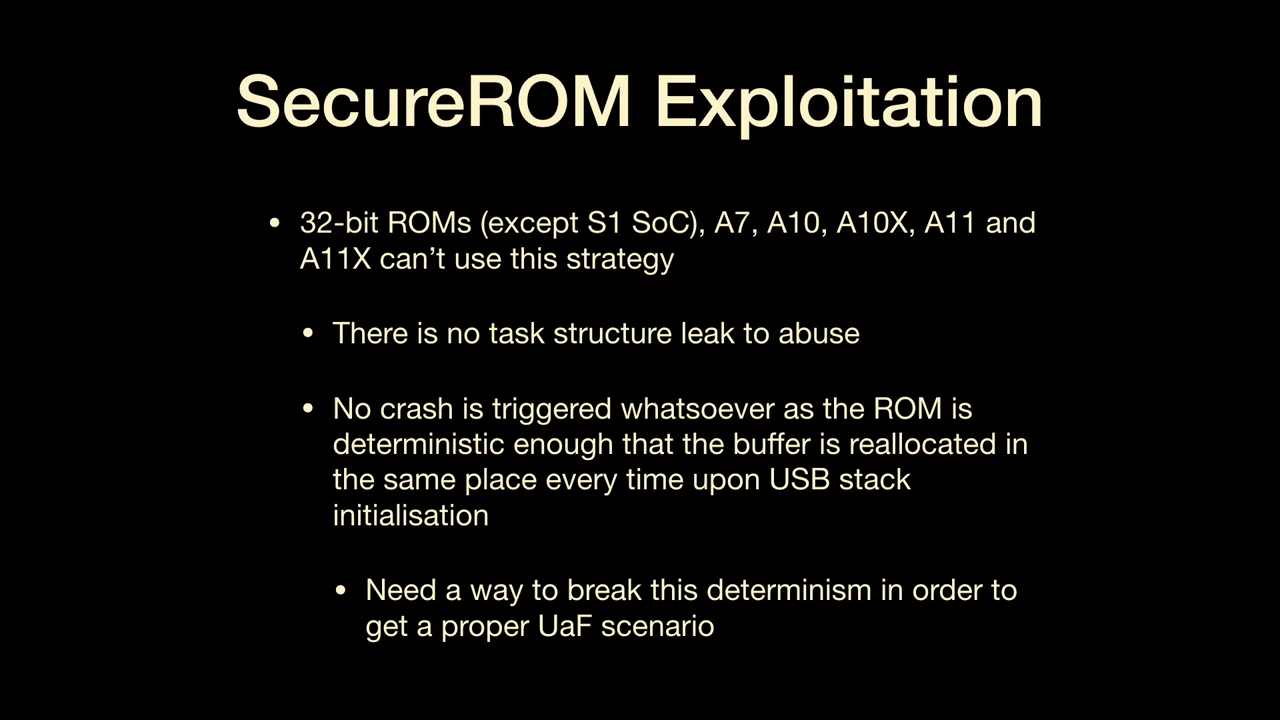 SecureROM Exploitation
• 32-bit ROMs (except S1 SoC), A7, A10, A10X, A11 and
A11X can’t use this strategy
• There is no task structure leak to abuse
• No crash is triggered whatsoever as the ROM is
deterministic enough that the buffer is reallocated in
the same place every time upon USB stack
initialisation
• Need a way to break this determinism in order to
get a proper UaF scenario